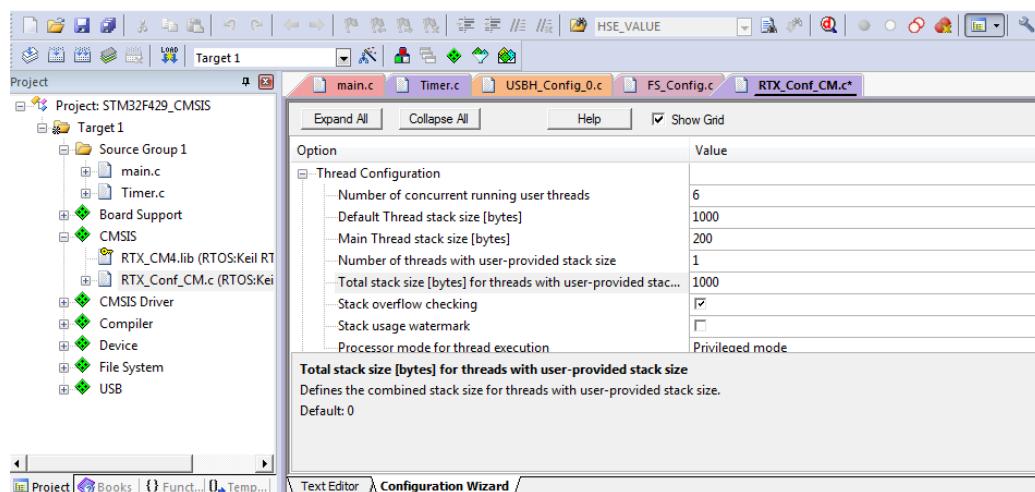 HSE_VALUE
LOAD
Target 1
Project
Project: STM32F429_CMSIS
Target 1
Source Group 1
main.c
Timer.c
Board Support
CMSIS
RTX_CM4.lib (RTOS:Keil RT
RTX_Conf_CM.c (RTOS:Kei
CMSIS Driver
Compiler
Device
File System
USB
Project Books {} Funct... 0 Temp...
main.c Timer.c USBH_Config_0.c FS_Config.c RTX_Conf_CM.c*
Expand All Collapse All Help Show Grid
Option Value
Thread Configuration
Number of concurrent running user threads 6
Default Thread stack size [bytes] 1000
Main Thread stack size [bytes] 200
Number of threads with user-provided stack size 1
Total stack size [bytes] for threads with user-provided stac... 1000
Stack overflow checking
Stack usage watermark
Processor mode for thread execution Privileged mode
Total stack size [bytes] for threads with user-provided stack size
Defines the combined stack size for threads with user-provided stack size.
Default: 0
Text Editor Configuration Wizard